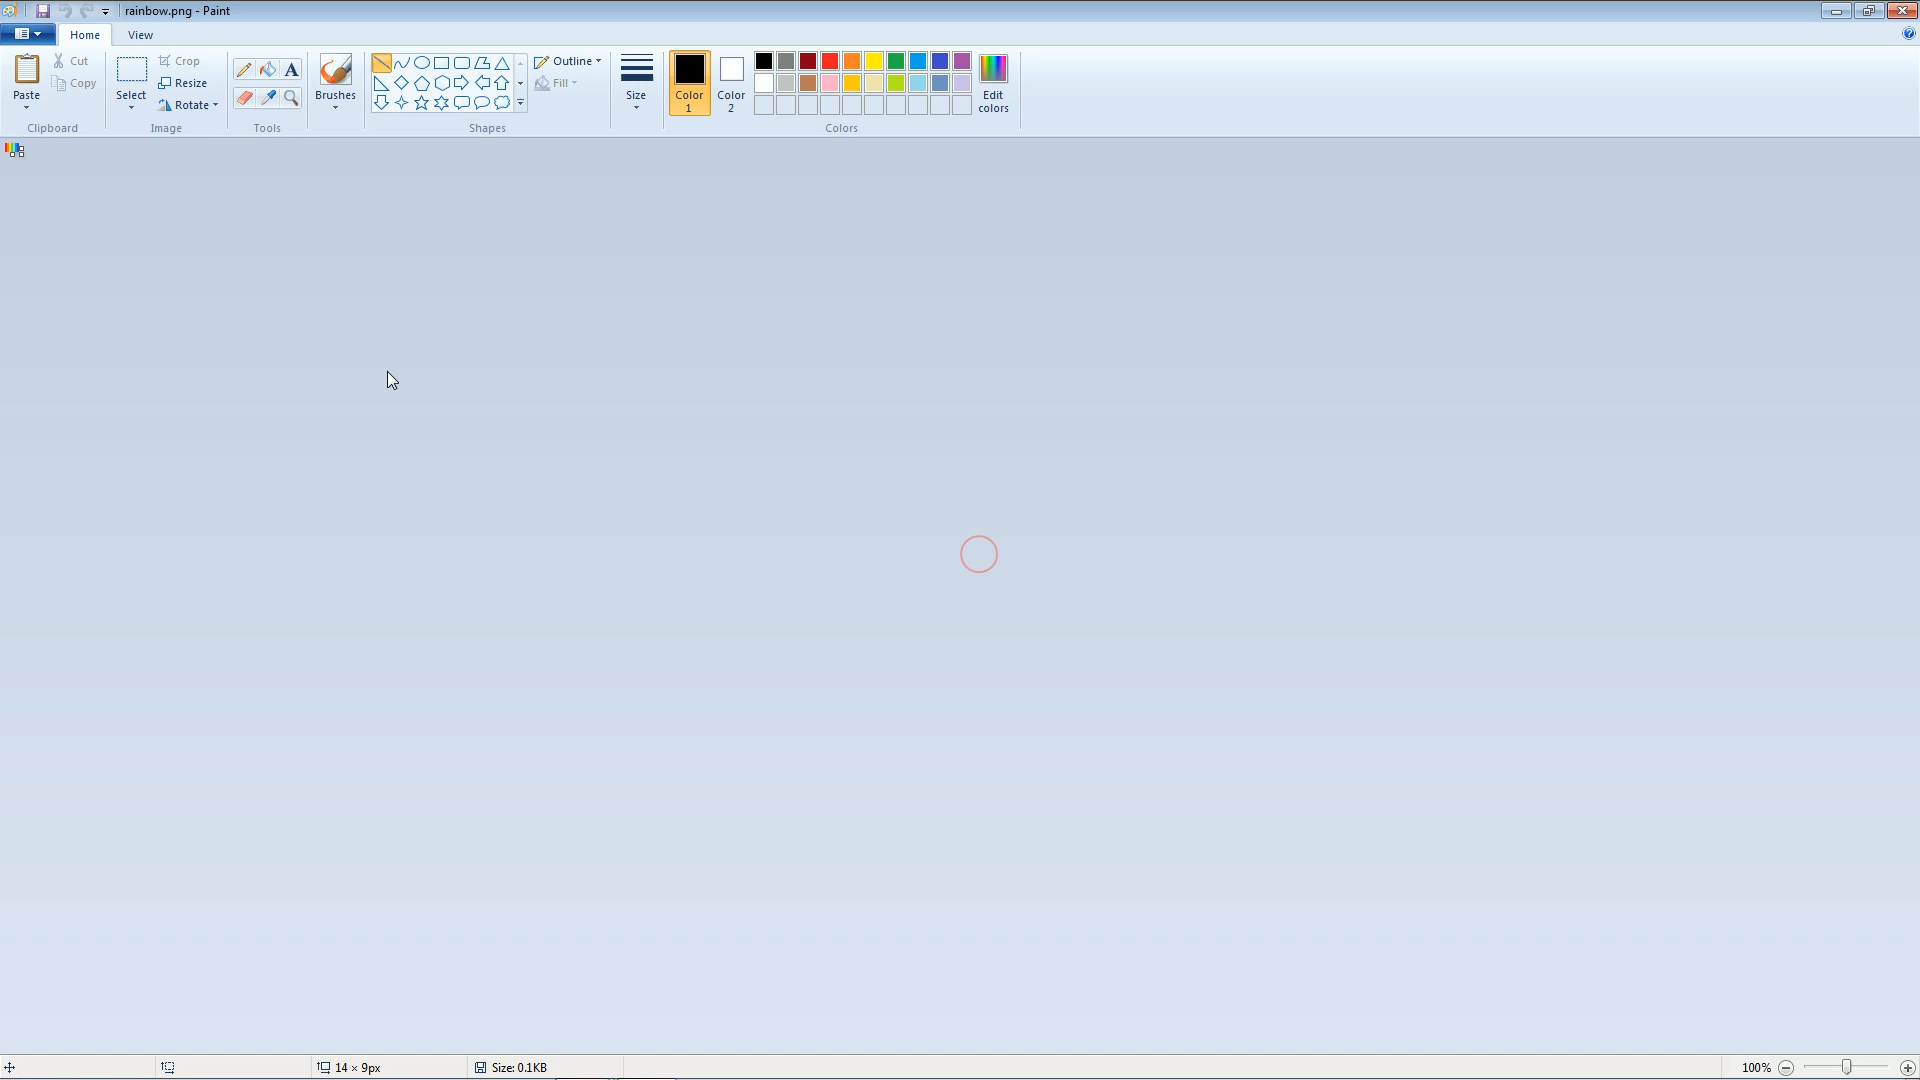 rainbow.png - Paint
Home View
Paste
Cut
Copy
Clipboard
Select
Crop
Resize
Rotate
Image
A
Tools
Brushes
Outline
Fill
Shapes
Size
Color
1
Color
2
Edit
colors
Colors
14 × 9px
Size: 0.1KB
100%